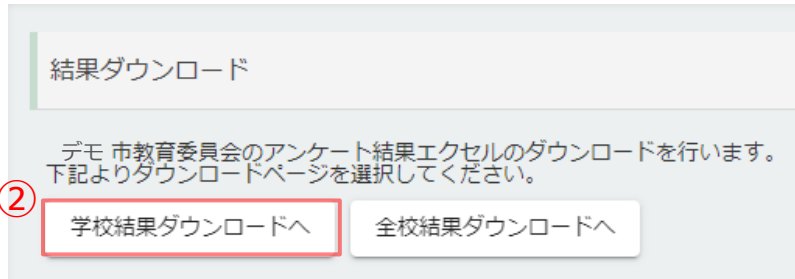 結果ダウンロード
デモ 市教育委員会のアンケート結果エクセルのダウンロードを行います。
下記よりダウンロードページを選択してください。
②
学校結果ダウンロードへ 全校結果ダウンロードへ